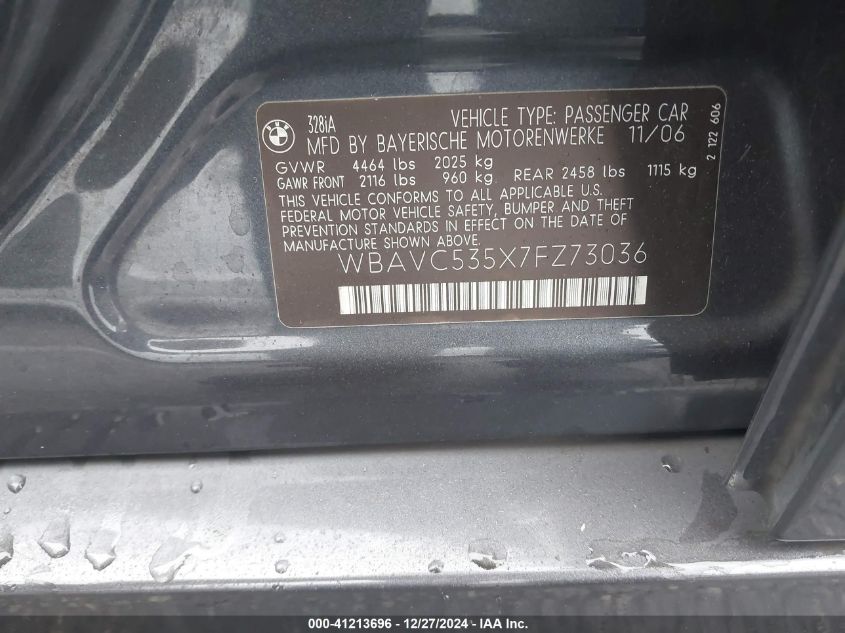 BMW
328iA VEHICLE TYPE: PASSENGER CAR
MFD BY BAYERISCHE MOTORENWERKE 11/06
GVWR 4464 lbs 2025 kg
GAWR FRONT 2116 lbs 960 kg REAR 2458 lbs 1115 kg
THIS VEHICLE CONFORMS TO ALL APPLICABLE U.S.
FEDERAL MOTOR VEHICLE SAFETY, BUMPER AND THEFT
PREVENTION STANDARDS IN EFFECT ON THE DATE OF
MANUFACTURE SHOWN ABOVE.
WBAVC535X7FZ73036
2 122 606
000-41213696 - 12/27/2024 - IAA Inc.